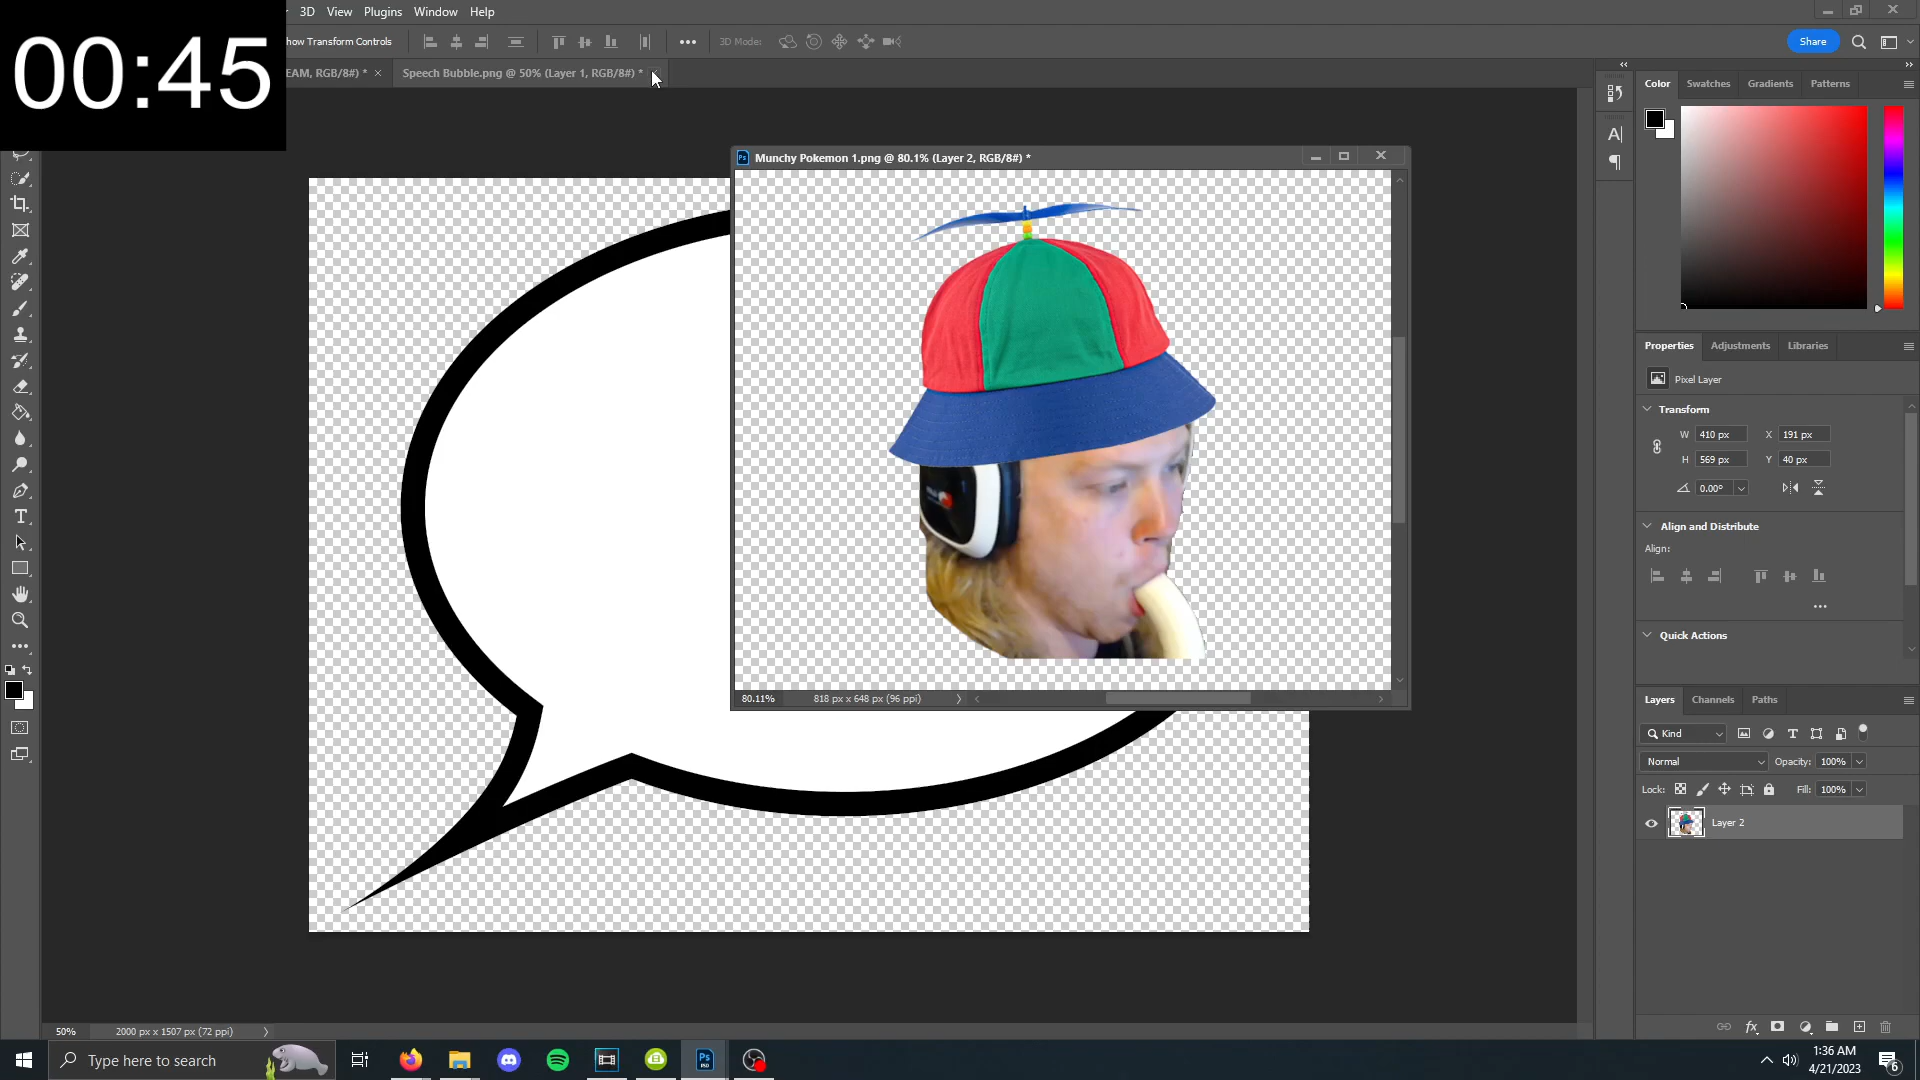 00:45
3D View Plugins Window Help
how Transform Controls
3D Mode:
Share
EAM, RGB/8#) * ×
Speech Bubble.png @ 50% (Layer 1, RGB/8#) *
Color Swatches Gradients Patterns
Munchy Pokemon 1.png @ 80.1% (Layer 2, RGB/8#) *
Properties Adjustments Libraries
Pixel Layer
Transform
W 410 px X 191 px
H 569 px Y 40 px
0.00°
Align and Distribute
Align:
Quick Actions
80.11% 818 px x 648 px (96 ppi)
Layers Channels Paths
Kind
Normal Opacity: 100%
Lock: Fill: 100%
Layer 2
50% 2000 px x 1507 px (72 ppi)
Type here to search
1:36 AM
4/21/2023
6